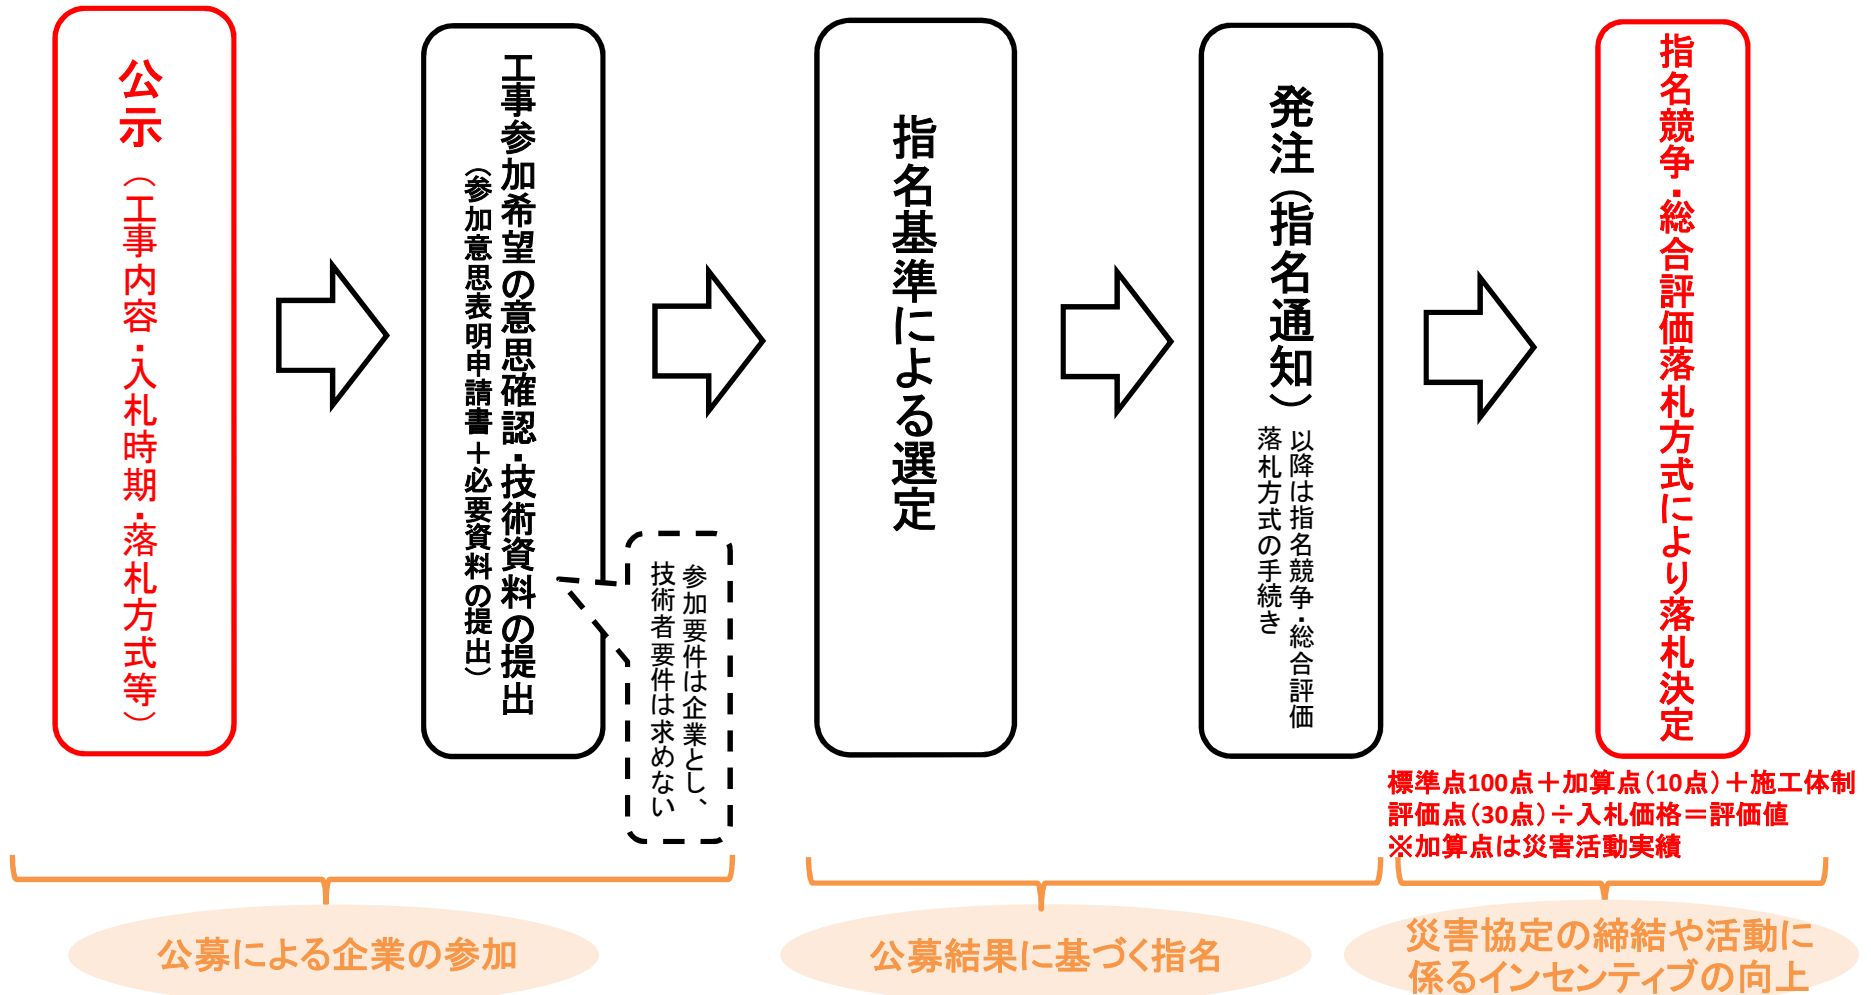 公示（工事内容・入札時期・落札方式等）
工事参加希望の意思確認・技術資料の提出
（参加意思表明申請書＋必要資料の提出）
参加要件は企業とし、
技術者要件は求めない
指名基準による選定
発注（指名通知）
以降は指名競争・総合評価
落札方式の手続き
指名競争・総合評価落札方式により落札決定
標準点100点＋加算点（10点）＋施工体制
評価点（30点）÷入札価格＝評価値
※加算点は災害活動実績
公募による企業の参加
公募結果に基づく指名
災害協定の締結や活動に
係るインセンティブの向上